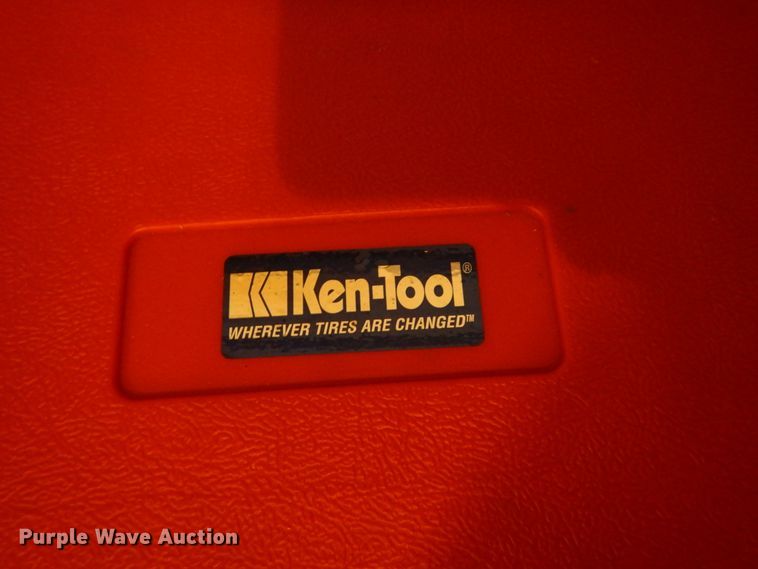 Ken-Tool®
WHEREVER TIRES ARE CHANGED™
Purple Wave Auction